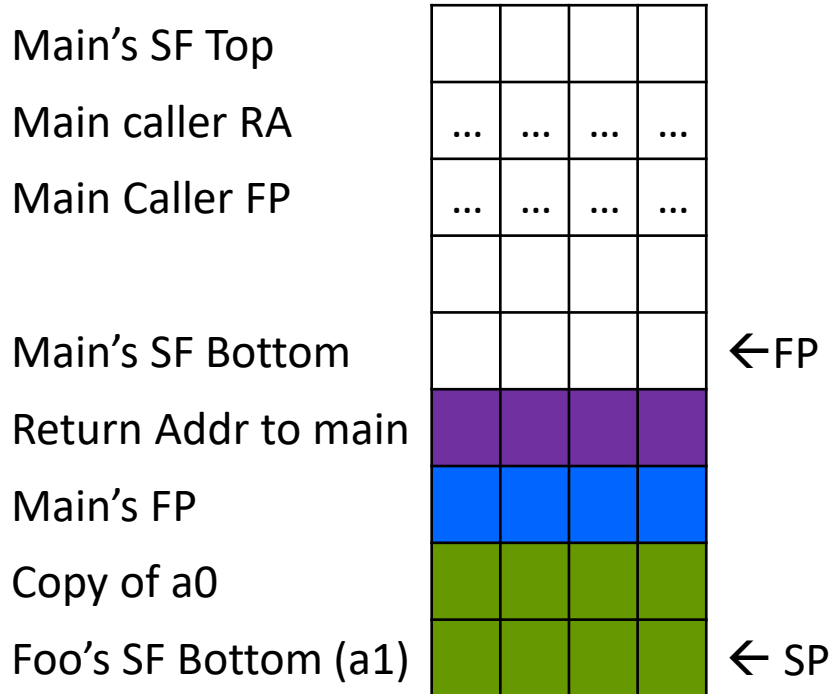 Main’s SF Top
Main caller RA ... ... ... ...
Main Caller FP ... ... ... ...
Main’s SF Bottom ←FP
Return Addr to main
Main’s FP
Copy of a0
Foo’s SF Bottom (a1) ← SP